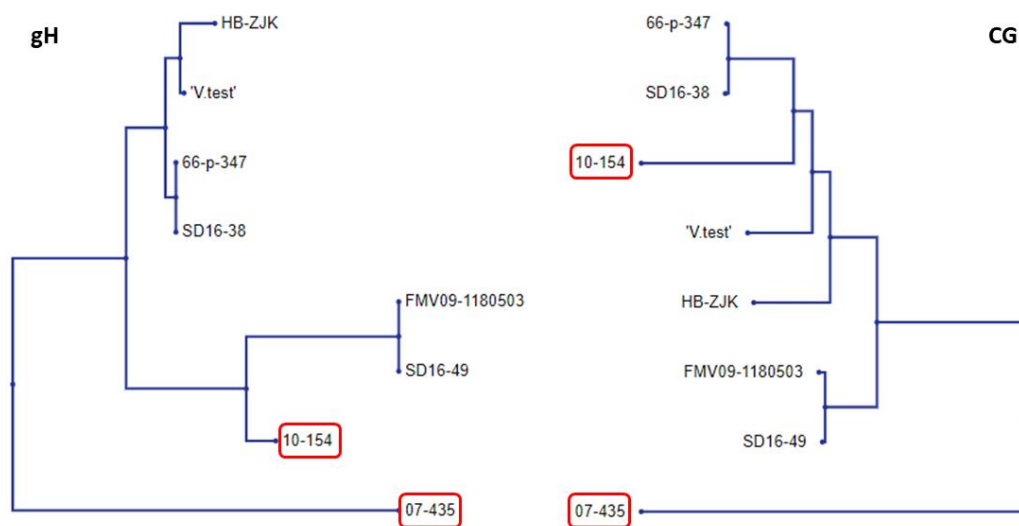 gH
HB-ZJK
'V.test'
66-p-347
SD16-38
FMV09-1180503
SD16-49
10-154
07-435
CG
66-p-347
SD16-38
10-154
'V.test'
HB-ZJK
FMV09-1180503
SD16-49
07-435